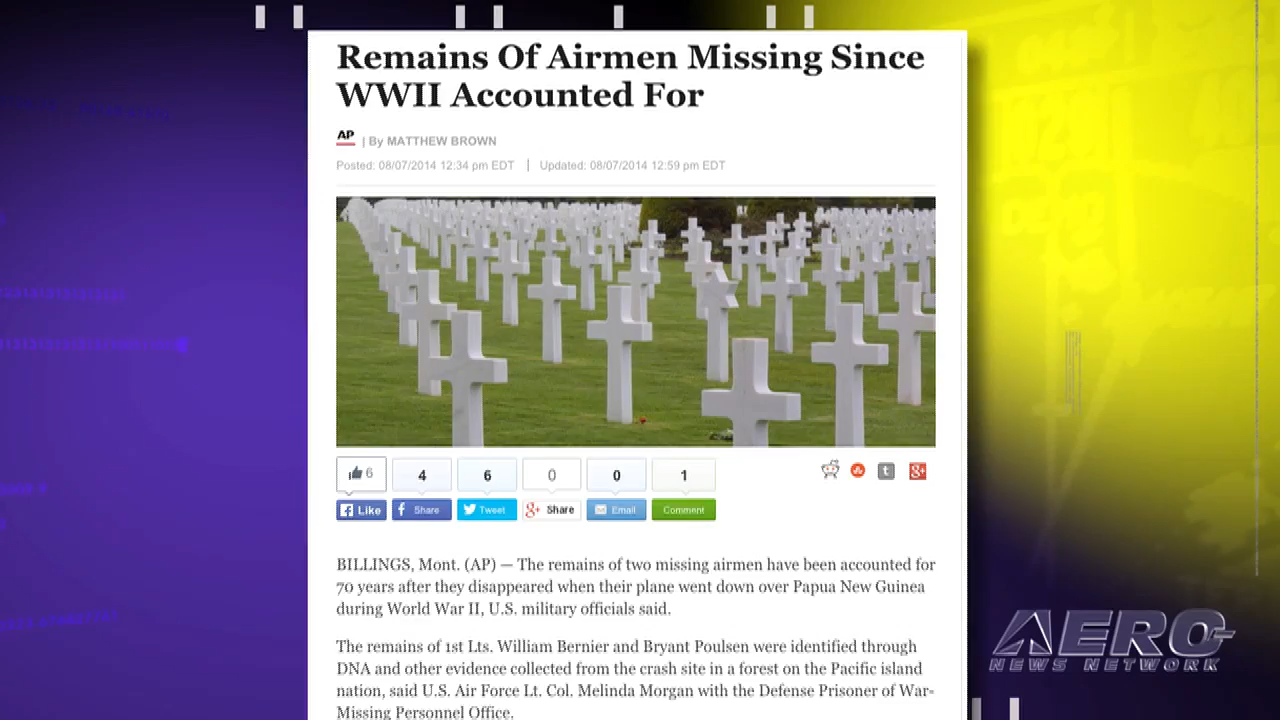 Remains Of Airmen Missing Since
WWII Accounted For
AP | By MATTHEW BROWN
Posted: 08/07/2014 12:34 pm EDT | Updated: 08/07/2014 12:59 pm EDT
6 4 6 0 0 1
Like Share Tweet Share Email Comment
BILLINGS, Mont. (AP) — The remains of two missing airmen have been accounted for
70 years after they disappeared when their plane went down over Papua New Guinea
during World War II, U.S. military officials said.
The remains of 1st Lts. William Bernier and Bryant Poulsen were identified through
DNA and other evidence collected from the crash site in a forest on the Pacific island
nation, said U.S. Air Force Lt. Col. Melinda Morgan with the Defense Prisoner of War-
Missing Personnel Office.
AERO
NEWS NETWORK